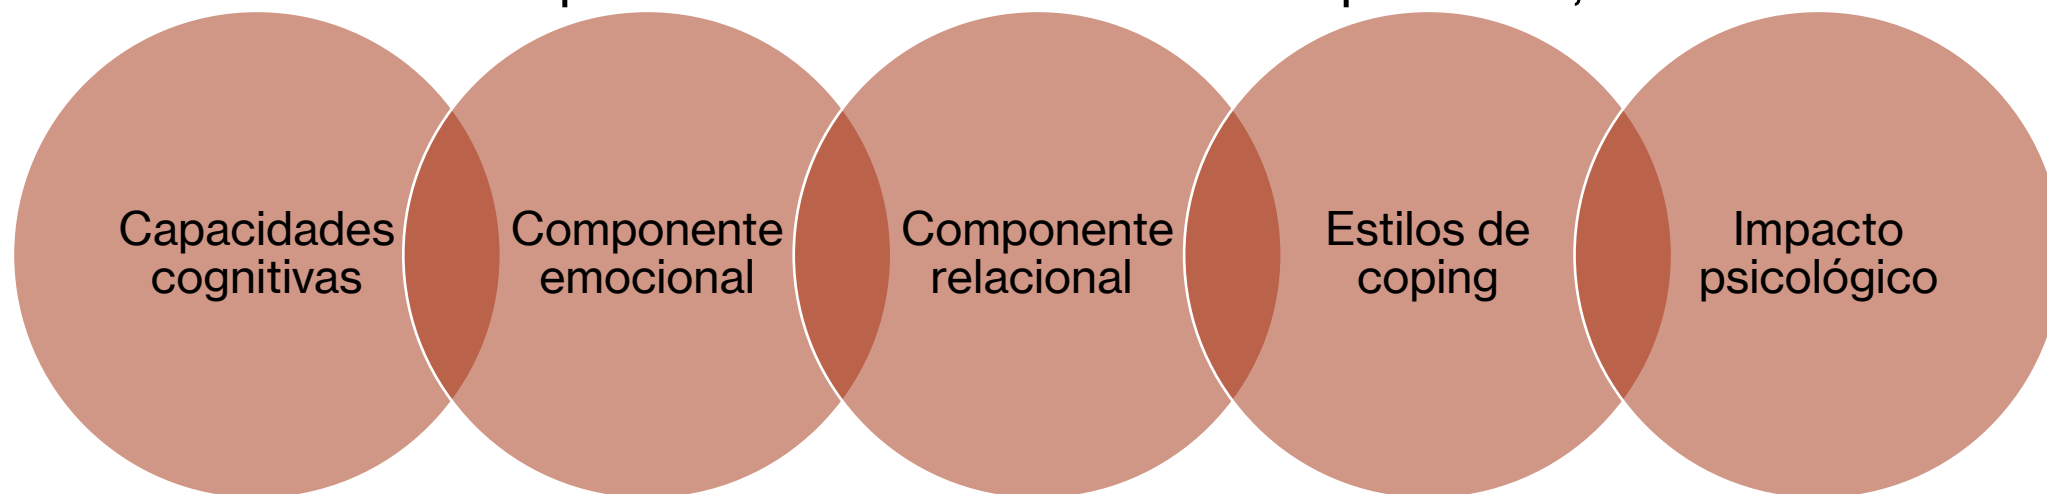 Capacidades
cognitivas
Componente
emocional
Componente
relacional
Estilos de
coping
Impacto
psicológico